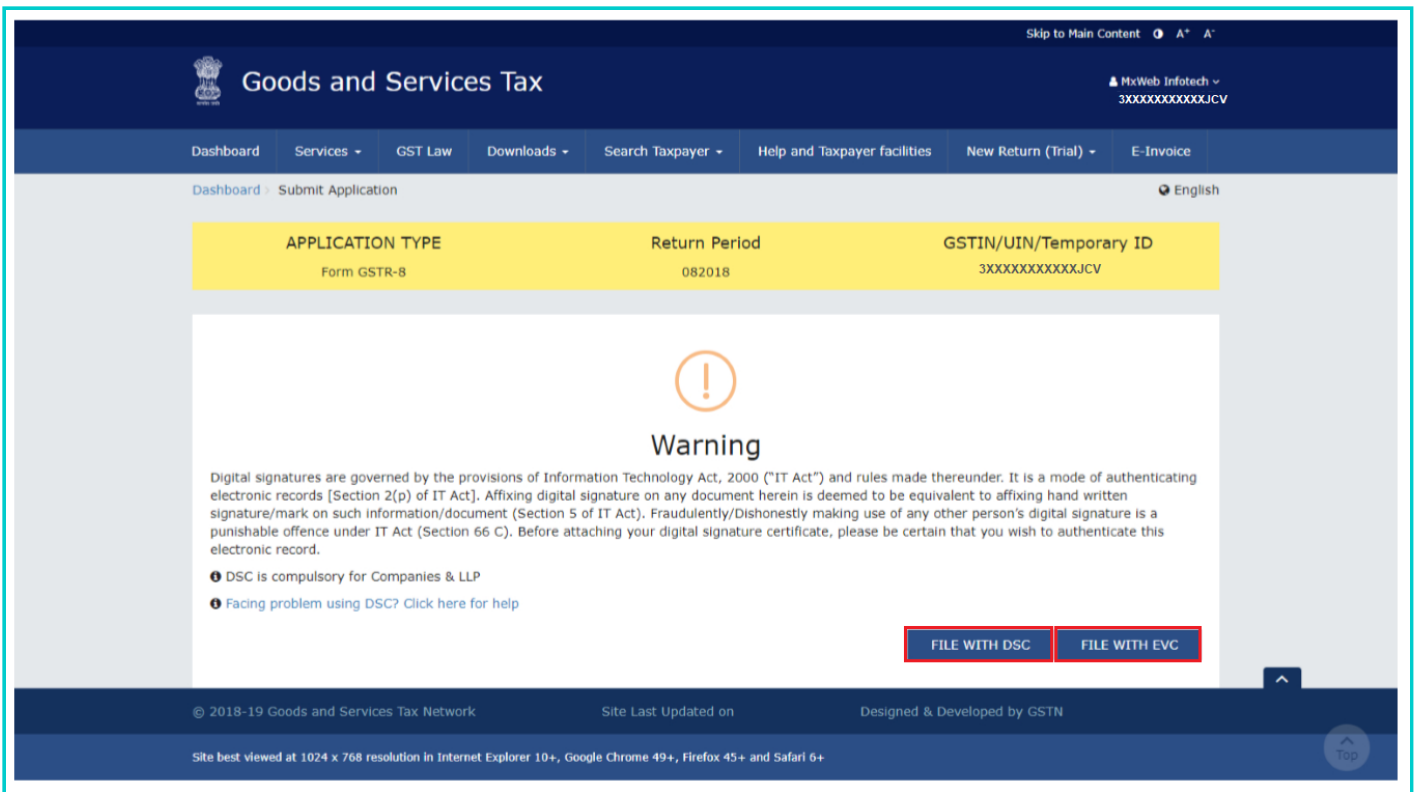 Skip to Main Content A+ A-
Goods and Services Tax
MxWeb Infotech
3XXXXXXXXXXXJCV
Dashboard Services GST Law Downloads Search Taxpayer Help and Taxpayer facilities New Return (Trial) E-Invoice
Dashboard > Submit Application English
APPLICATION TYPE Return Period GSTIN/UIN/Temporary ID
Form GSTR-8 082018 3XXXXXXXXXXXJCV
Warning
Digital signatures are governed by the provisions of Information Technology Act, 2000 ("IT Act") and rules made thereunder. It is a mode of authenticating
electronic records [Section 2(p) of IT Act]. Affixing digital signature on any document herein is deemed to be equivalent to affixing hand written
signature/mark on such information/document (Section 5 of IT Act). Fraudulently/Dishonestly making use of any other person's digital signature is a
punishable offence under IT Act (Section 66 C). Before attaching your digital signature certificate, please be certain that you wish to authenticate this
electronic record.
DSC is compulsory for Companies & LLP
Facing problem using DSC? Click here for help
FILE WITH DSC FILE WITH EVC
© 2018-19 Goods and Services Tax Network Site Last Updated on Designed & Developed by GSTN
Site best viewed at 1024 x 768 resolution in Internet Explorer 10+, Google Chrome 49+, Firefox 45+ and Safari 6+
Top